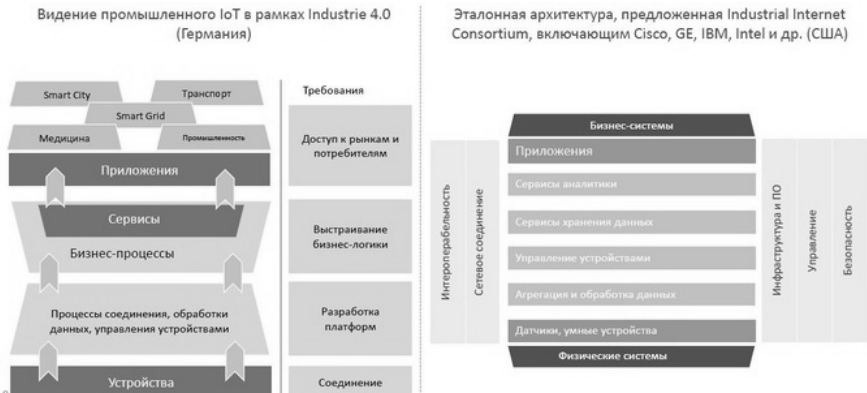 Видение промышленного IoT в рамках Industrie 4.0
(Германия)
Smart City
Транспорт
Smart Grid
Медицина
Промышленность
Приложения
Сервисы
Бизнес-процессы
Процессы соединения, обработки
данных, управления устройствами
Устройства
Требования
Доступ к рынкам и
потребителям
Выстраивание
бизнес-логики
Разработка
платформ
Соединение
Эталонная архитектура, предложенная Industrial Internet
Consortium, включающим Cisco, GE, IBM, Intel и др. (США)
Интероперабельность
Сетевое соединение
Бизнес-системы
Приложения
Сервисы аналитики
Сервисы хранения данных
Управление устройствами
Агрегация и обработка данных
Датчики, умные устройства
Физические системы
Инфраструктура и ПО
Управление
Безопасность